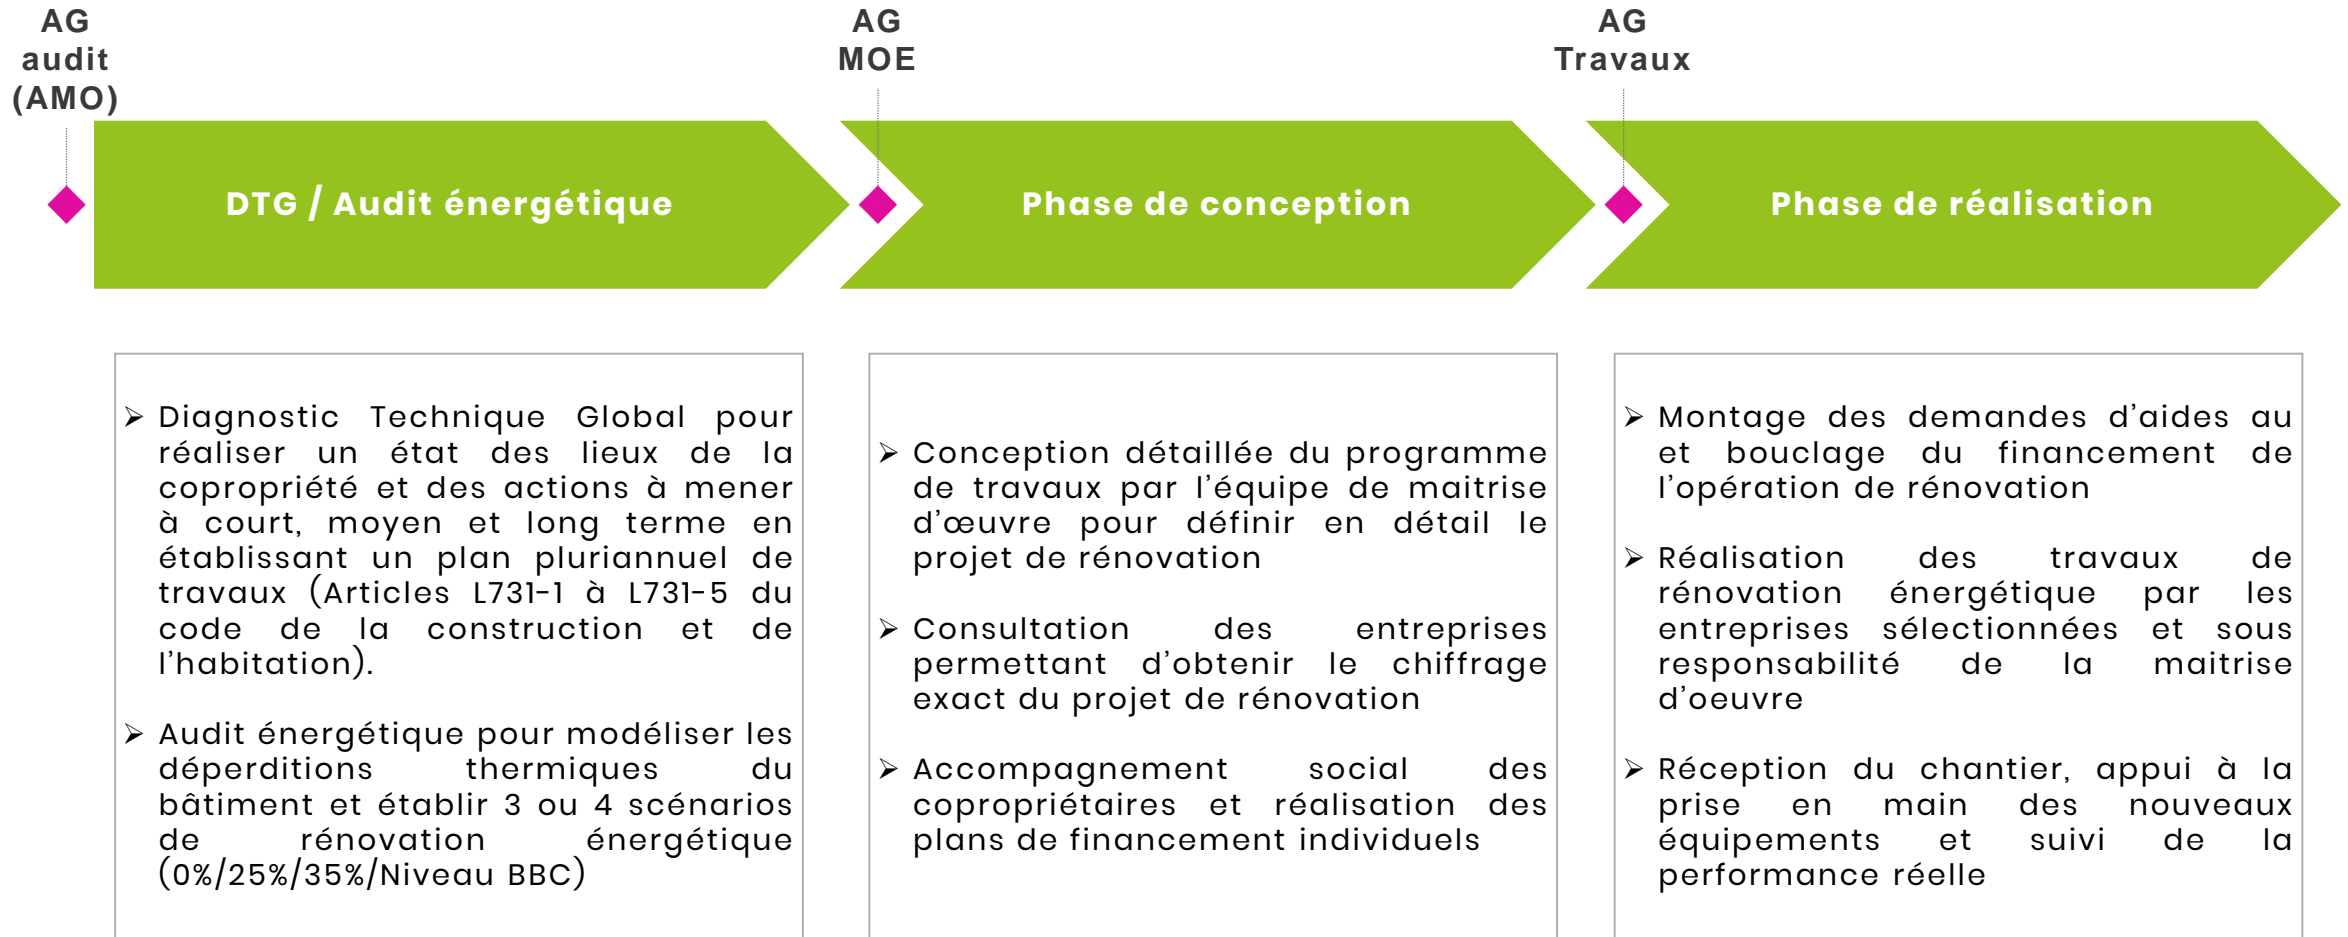 AG
audit
(AMO)
AG
MOE
AG
Travaux
DTG / Audit énergétique
Phase de conception
Phase de réalisation
➢ Diagnostic Technique Global pour
réaliser un état des lieux de la
copropriété et des actions à mener
à court, moyen et long terme en
établissant un plan pluriannuel de
travaux (Articles L731-1 à L731-5 du
code de la construction et de
l'habitation).
➢ Audit énergétique pour modéliser les
déperditions thermiques du
bâtiment et établir 3 ou 4 scénarios
de rénovation énergétique
(0%/25%/35%/Niveau BBC)
➢ Conception détaillée du programme
de travaux par l'équipe de maitrise
d'œuvre pour définir en détail le
projet de rénovation
➢ Consultation des entreprises
permettant d'obtenir le chiffrage
exact du projet de rénovation
➢ Accompagnement social des
copropriétaires et réalisation des
plans de financement individuels
➢ Montage des demandes d'aides au
et bouclage du financement de
l'opération de rénovation
➢ Réalisation des travaux de
rénovation énergétique par les
entreprises sélectionnées et sous
responsabilité de la maitrise
d'oeuvre
➢ Réception du chantier, appui à la
prise en main des nouveaux
équipements et suivi de la
performance réelle